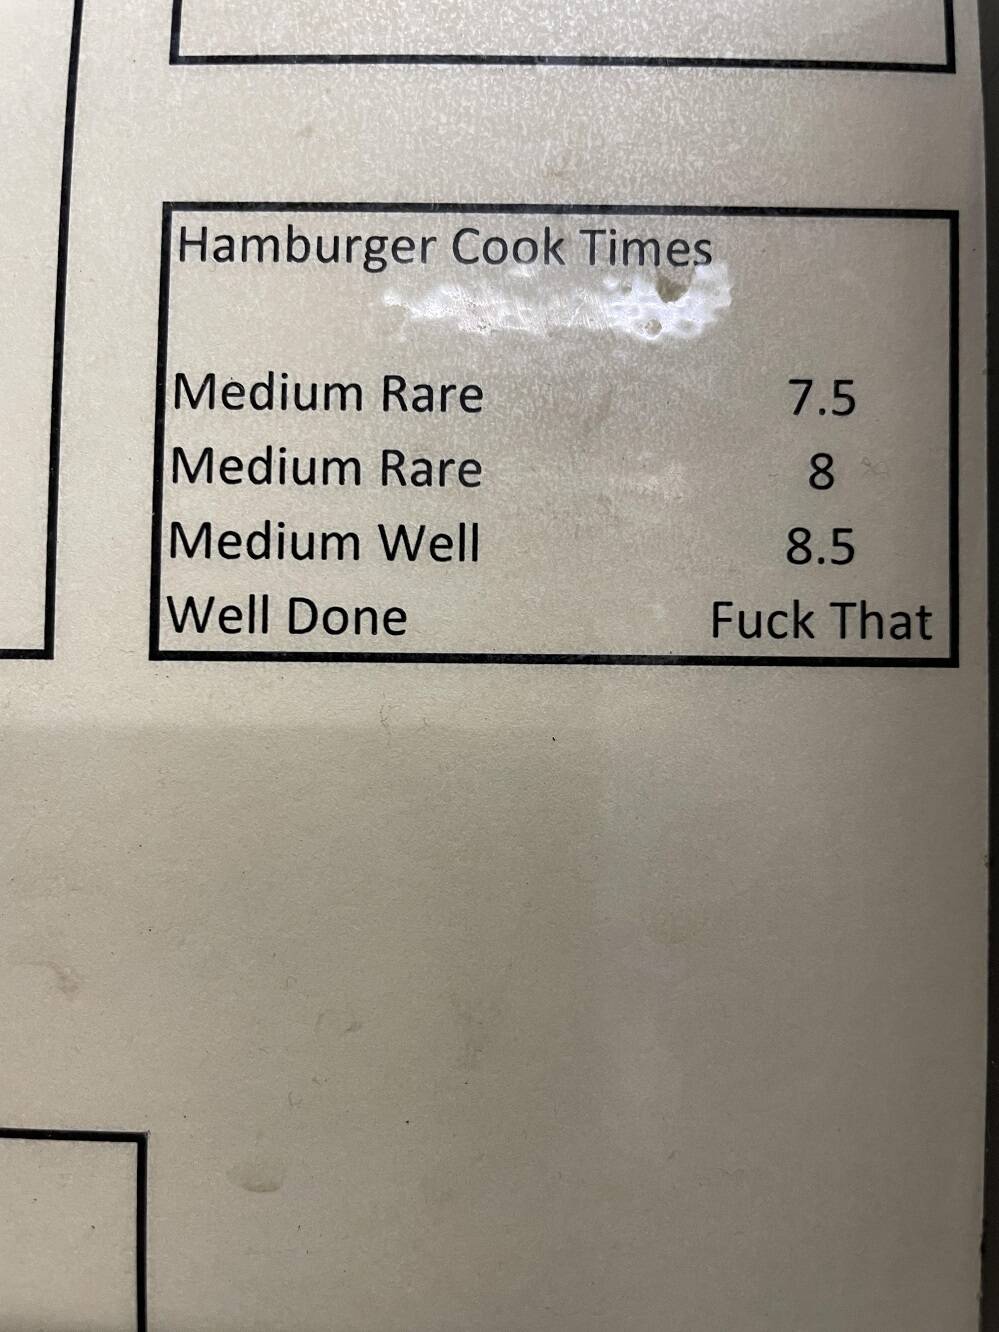 Hamburger Cook Times
Medium Rare 7.5
Medium Rare 8
Medium Well 8.5
Well Done Fuck That